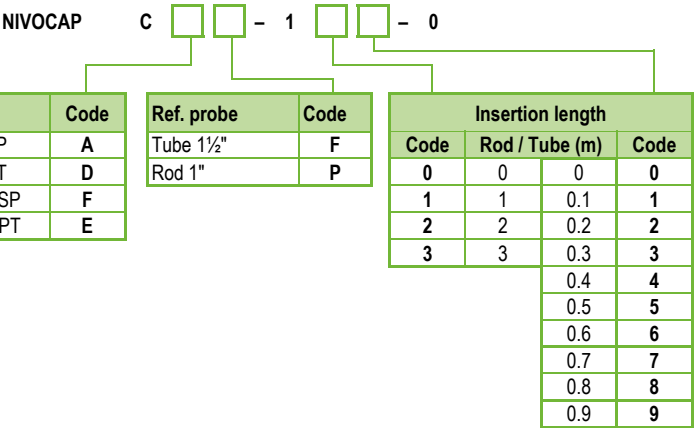 NIVOCAP C – 1 – 0
Code
P A
T D
SP F
PT E
Ref. probe Code
Tube 1½" F
Rod 1" P
Insertion length
Code Rod / Tube (m) Code
0 0 0 0
1 1 0.1 1
2 2 0.2 2
3 3 0.3 3
0.4 4
0.5 5
0.6 6
0.7 7
0.8 8
0.9 9